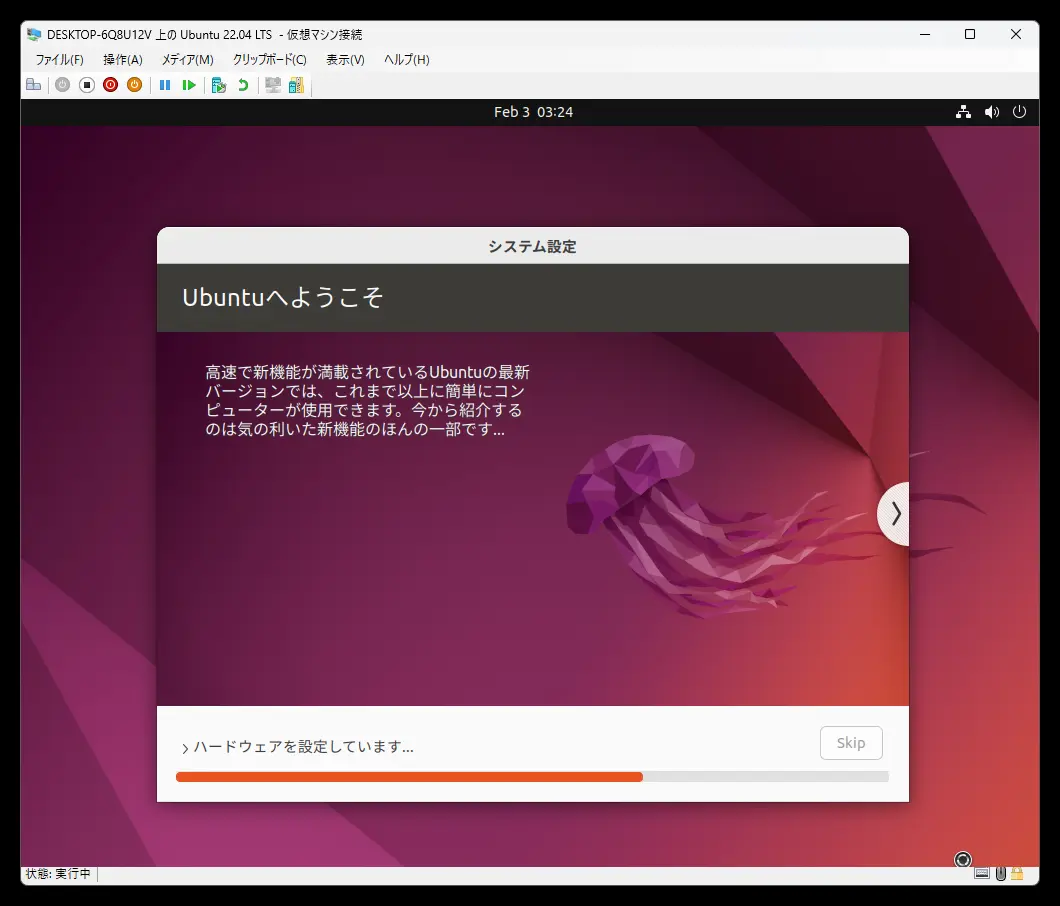 DESKTOP-6Q8U12V 上の Ubuntu 22.04 LTS - 仮想マシン接続
ファイル(F) 操作(A) メディア(M) クリップボード(C) 表示(V) ヘルプ(H)
Feb 3 03:24
システム設定
Ubuntuへようこそ
高速で新機能が満載されているUbuntuの最新
バージョンでは、これまで以上に簡単にコン
ピューターが使用できます。今から紹介する
のは気の利いた新機能のほんの一部です...
ハードウェアを設定しています...
Skip
状態: 実行中